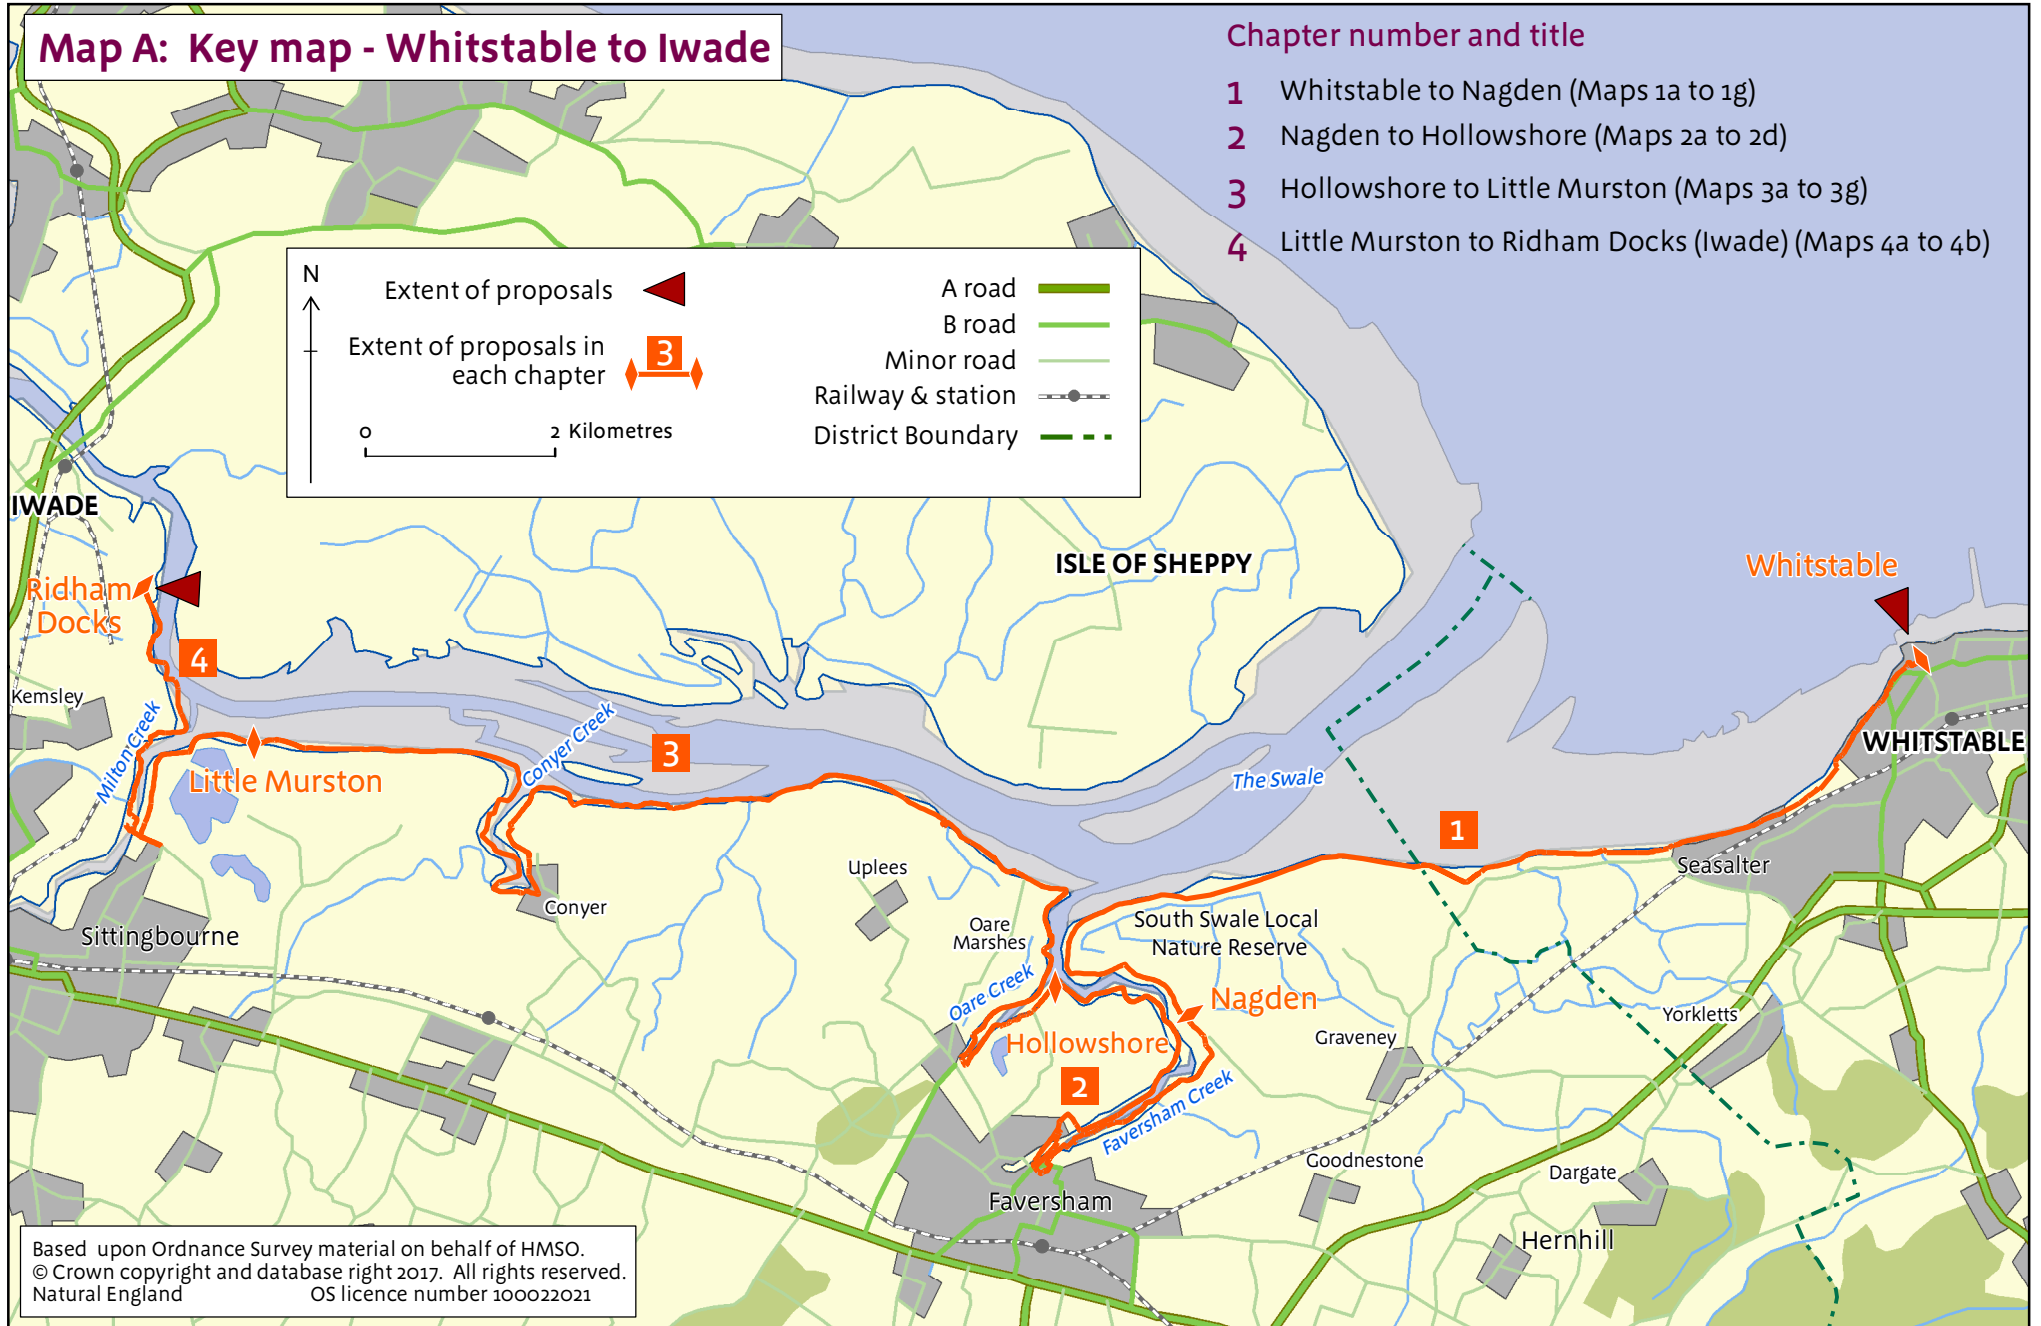 Map A: Key map - Whitstable to Iwade
Chapter number and title
1 Whitstable to Nagden (Maps 1a to 1g)
2 Nagden to Hollowshore (Maps 2a to 2d)
3 Hollowshore to Little Murston (Maps 3a to 3g)
4 Little Murston to Ridham Docks (Iwade) (Maps 4a to 4b)
N
Extent of proposals
Extent of proposals in
each chapter
3
0 2 Kilometres
A road
B road
Minor road
Railway & station
District Boundary
IWADE
ISLE OF SHEPPY
Whitstable
Ridham
Docks
4
Kemsley
Milton Creek
Little Murston
Conyer Creek
3
The Swale
WHITSTABLE
1
Seasalter
Uplees
Conyer
Oare
Marshes
South Swale Local
Nature Reserve
Sittingbourne
Oare Creek
Nagden
Hollowshore
Graveney
Yorkletts
2
Faversham Creek
Goodnestone
Dargate
Faversham
Hernhill
Based upon Ordnance Survey material on behalf of HMSO.
© Crown copyright and database right 2017. All rights reserved.
Natural England OS licence number 100022021